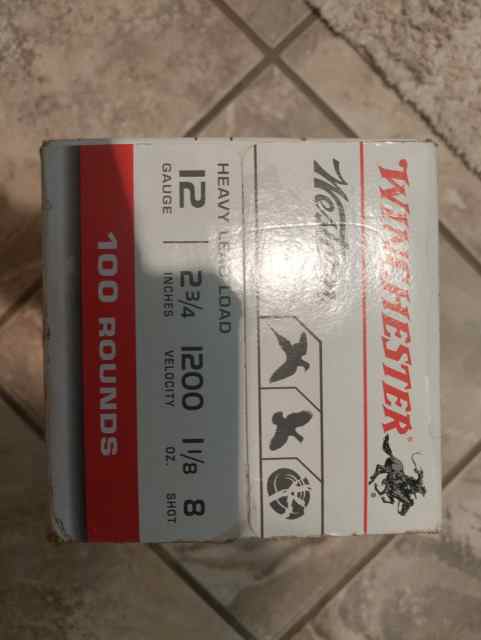 WINCHESTER®
Western
HEAVY LEAD LOAD
12 | 2 3/4 1200 1 1/8 8
GAUGE INCHES VELOCITY OZ. SHOT
100 ROUNDS